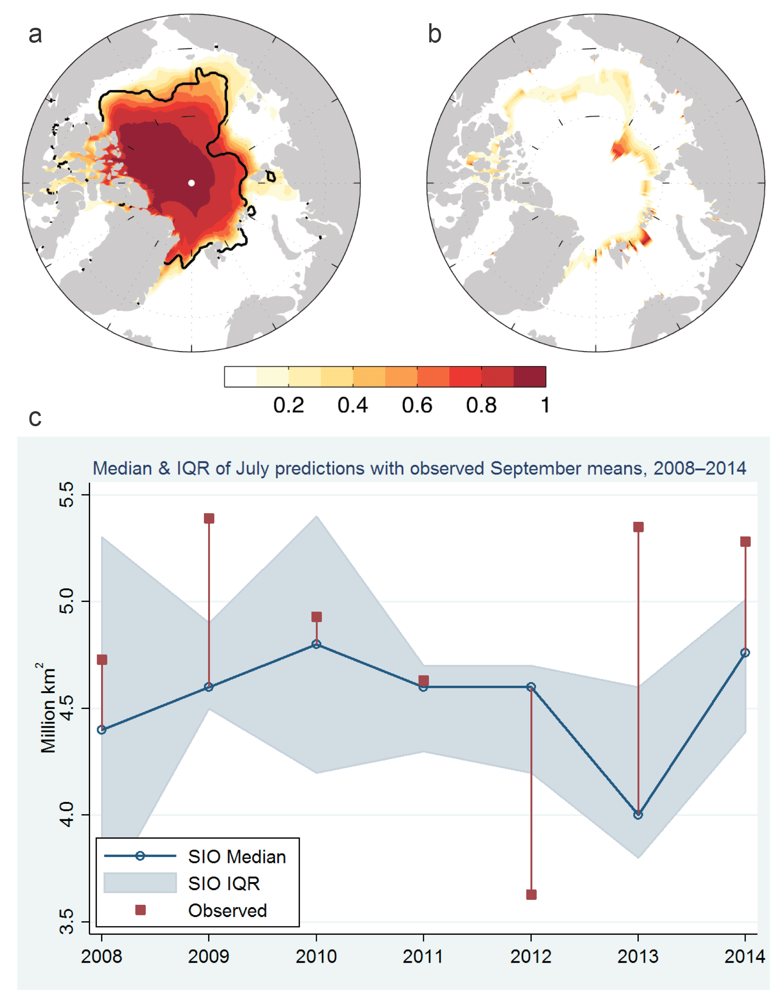 a
b
0.2 0.4 0.6 0.8 1
c
Median & IQR of July predictions with observed September means, 2008–2014
Million km²
5.5
5.0
4.5
4.0
3.5
SIO Median
SIO IQR
Observed
2008 2009 2010 2011 2012 2013 2014